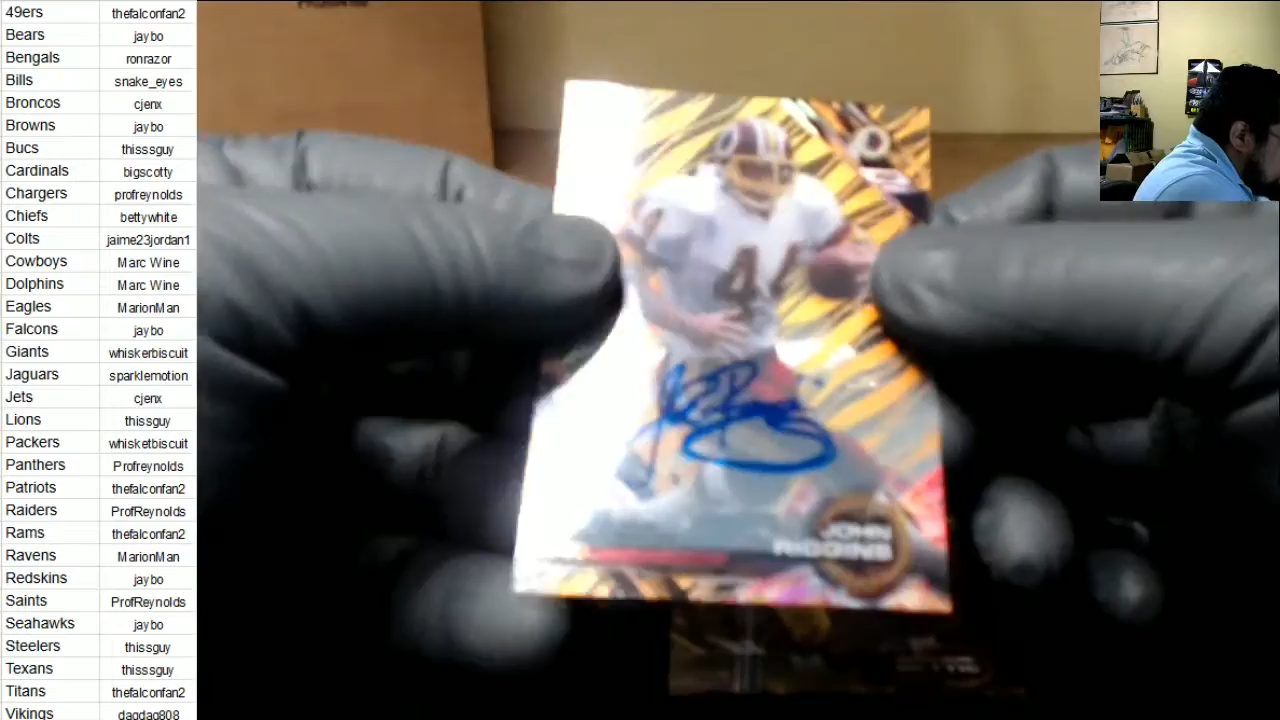 49ers thefalconfan2
Bears jaybo
Bengals ronrazor
Bills snake_eyes
Broncos cjenx
Browns jaybo
Bucs thisssguy
Cardinals bigscotty
Chargers profreynolds
Chiefs bettywhite
Colts jaime23jordan1
Cowboys Marc Wine
Dolphins Marc Wine
Eagles MarionMan
Falcons jaybo
Giants whiskerbiscuit
Jaguars sparklemotion
Jets cjenx
Lions thissguy
Packers whisketbiscuit
Panthers Profreynolds
Patriots thefalconfan2
Raiders ProfReynolds
Rams thefalconfan2
Ravens MarionMan
Redskins jaybo
Saints ProfReynolds
Seahawks jaybo
Steelers thissguy
Texans thisssguy
Titans thefalconfan2
Vikings dagdag808
44
JOHN
RIGGINS